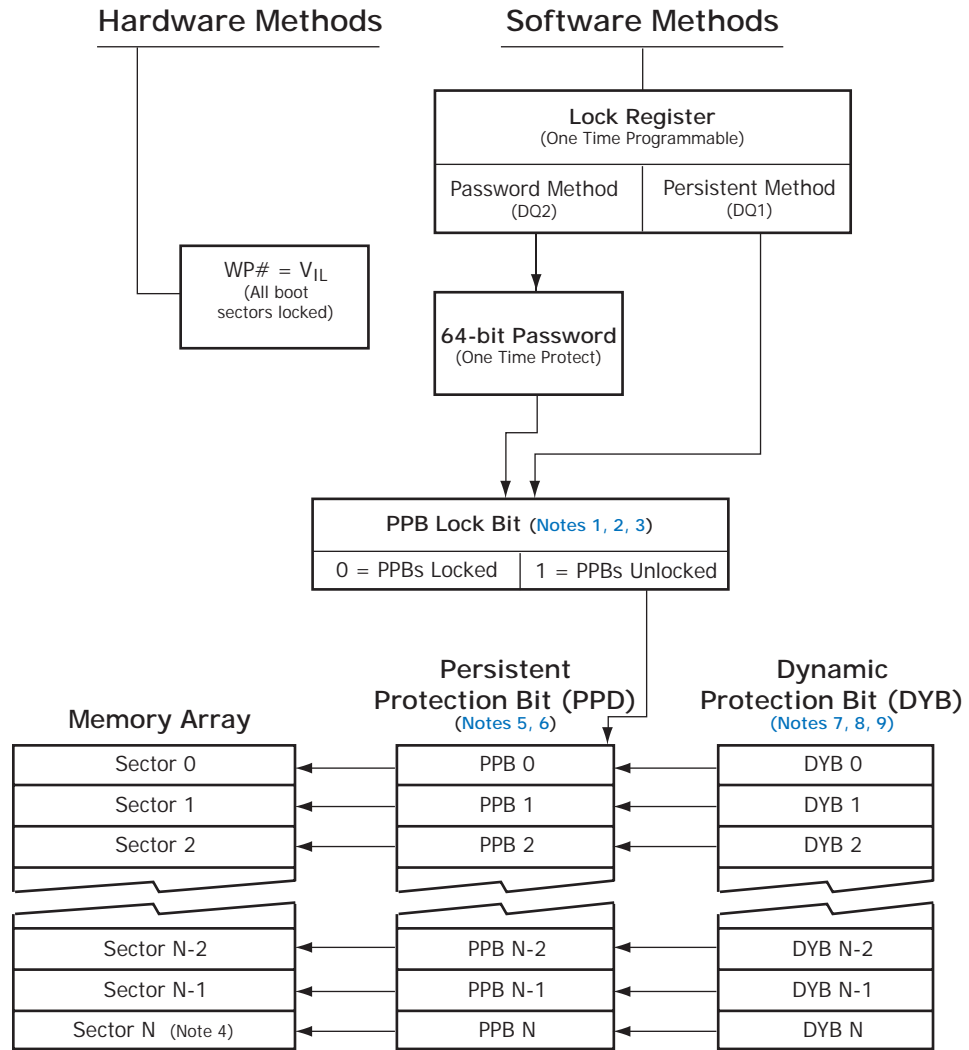 Hardware Methods
Software Methods
Lock Register
(One Time Programmable)
Password Method
(DQ2)
Persistent Method
(DQ1)
WP# = VIL
(All boot
sectors locked)
64-bit Password
(One Time Protect)
PPB Lock Bit (Notes 1, 2, 3)
0 = PPBs Locked
1 = PPBs Unlocked
Memory Array
Persistent
Protection Bit (PPD)
(Notes 5, 6)
Dynamic
Protection Bit (DYB)
(Notes 7, 8, 9)
Sector 0
PPB 0
DYB 0
Sector 1
PPB 1
DYB 1
Sector 2
PPB 2
DYB 2
Sector N-2
PPB N-2
DYB N-2
Sector N-1
PPB N-1
DYB N-1
Sector N (Note 4)
PPB N
DYB N